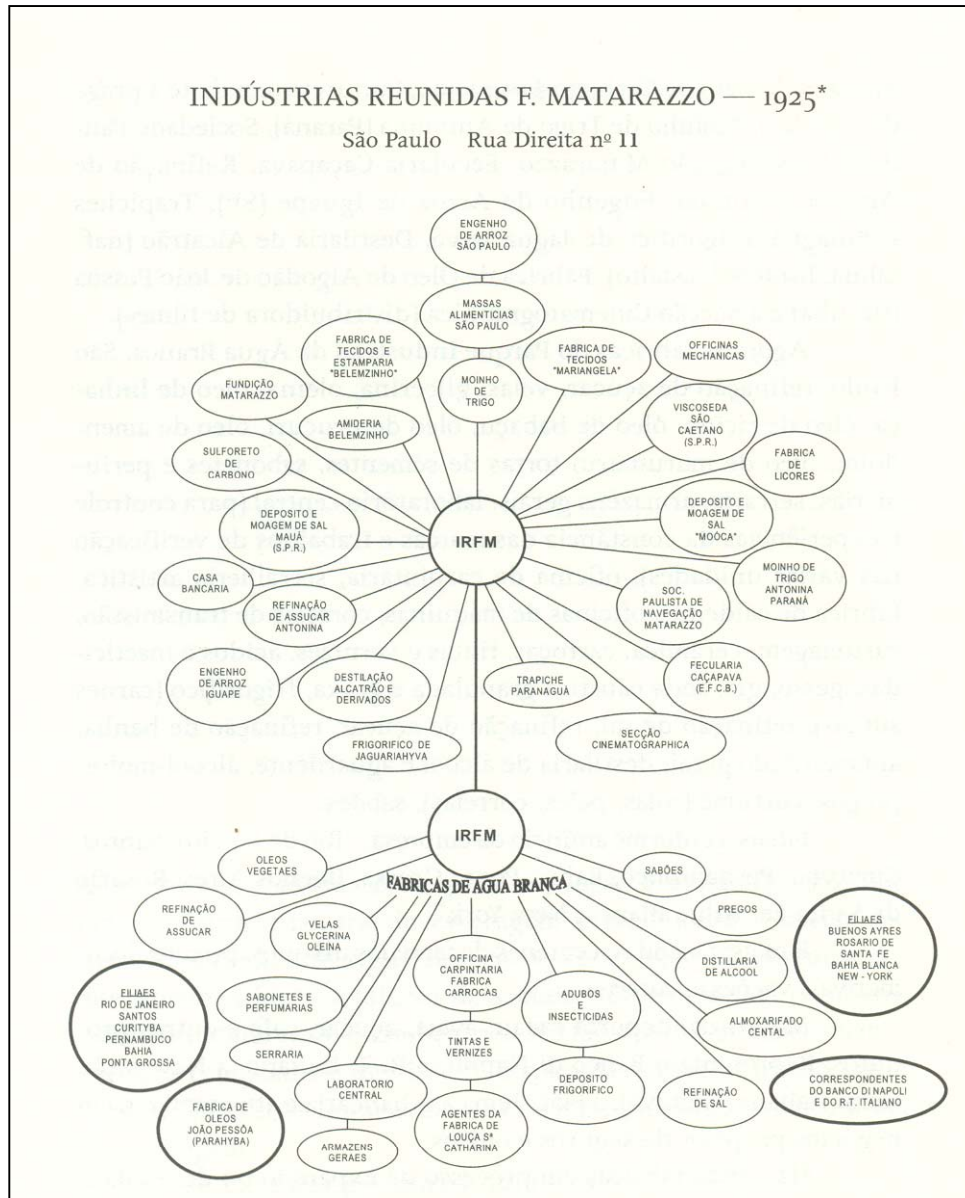 INDÚSTRIAS REUNIDAS F. MATARAZZO — 1925*
São Paulo Rua Direita nº 11
ENGENHO
DE ARROZ
SÃO PAULO
MASSAS
ALIMENTICIAS
SÃO PAULO
FABRICA DE
TECIDOS E
ESTAMPARIA
"BELEMZINHO"
FABRICA DE
TECIDOS
"MARIANGELA"
OFFICINAS
MECHANICAS
MOINHO
DE
TRIGO
FUNDIÇÃO
MATARAZZO
VISCOSEDA
SÃO
CAETANO
(S.P.R.)
AMIDERIA
BELEMZINHO
SULFORETO
DE
CARBONO
FABRICA
DE
LICORES
DEPOSITO E
MOAGEM DE SAL
MAUÁ
(S.P.R.)
IRFM
DEPOSITO E
MOAGEM DE
SAL
"MOÓCA"
CASA
BANCARIA
MOINHO DE
TRIGO
ANTONINA
PARANÁ
REFINAÇÃO
DE ASSUCAR
ANTONINA
SOC.
PAULISTA DE
NAVEGAÇÃO
MATARAZZO
ENGENHO
DE ARROZ
IGUAPE
DESTILAÇÃO
ALCATRÃO E
DERIVADOS
TRAPICHE
PARANAGUÁ
FECULARIA
CAÇAPAVA
(E.F.C.B.)
FRIGORIFICO DE
JAGUARIAHYVA
SECÇÃO
CINEMATOGRAPHICA
IRFM
FABRICAS DE AGUA BRANCA
OLEOS
VEGETAES
SABÕES
REFINAÇÃO
DE
ASSUCAR
VELAS
GLYCERINA
OLEINA
PREGOS
FILIAES
BUENOS AYRES
ROSARIO DE
SANTA FE
BAHIA BLANCA
NEW - YORK
OFFICINA
CARPINTARIA
FABRICA
CARROCAS
DISTILLARIA
DE ALCOOL
FILIAES
RIO DE JANEIRO
SANTOS
CURITYBA
PERNAMBUCO
BAHIA
PONTA GROSSA
SABONETES E
PERFUMARIAS
ADUBOS
E
INSECTICIDAS
ALMOXARIFADO
CENTAL
SERRARIA
TINTAS E
VERNIZES
LABORATORIO
CENTRAL
DEPOSITO
FRIGORIFICO
REFINAÇÃO
DE SAL
CORRESPONDENTES
DO BANCO DI NAPOLI
E DO R.T. ITALIANO
FABRICA DE
OLEOS
JOÃO PESSÔA
(PARAHYBA)
ARMAZENS
GERAES
AGENTES DA
FABRICA DE
LOUÇA Sª
CATHARINA